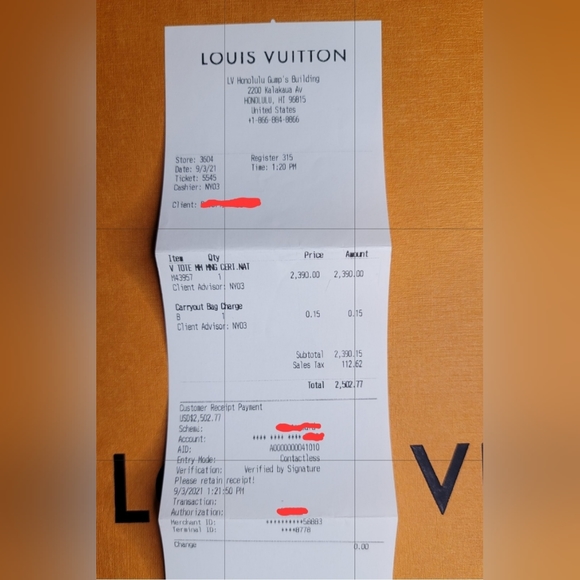 LOUIS VUITTON
LV Honolulu Gump's Building
2200 Kalakaua Av
HONOLULU, HI 96815
United States
+1-866-884-8866
Store: 3604 Register 315
Date: 9/3/21 Time: 1:20 PM
Ticket: 5545
Cashier: NY03
Client:
Item Qty Price Amount
V TOTE MM MNG CERI.NAT
M43957 1 2,390.00 2,390.00
Client Advisor: NY03
Carryout Bag Charge
B 1 0.15 0.15
Client Advisor: NY03
Subtotal 2,390.15
Sales Tax 112.62
Total 2,502.77
Customer Receipt Payment
USD$2,502.77
Schema:
Account: **** **** ****
AID: A0000000041010
Entry Mode: Contactless
Verification: Verified by Signature
Please retain receipt!
9/3/2021 1:21:50 PM
Transaction:
Authorization:
Merchant ID: **********58883
Terminal ID: ****0778
Change 0.00
L V